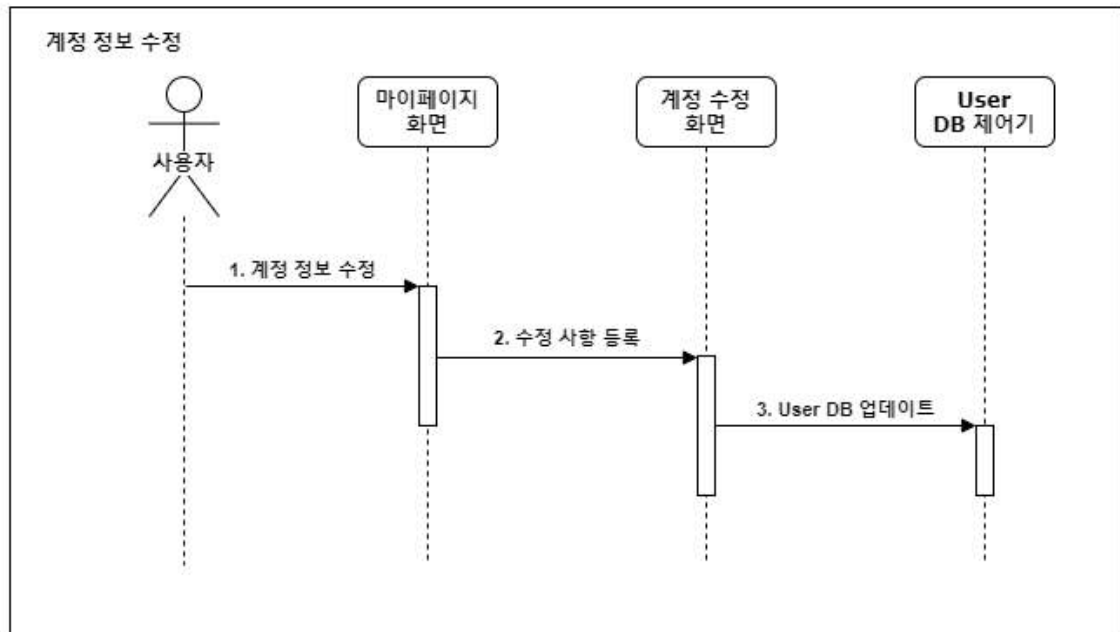 계정 정보 수정
마이페이지
화면
계정 수정
화면
User
DB 제어기
사용자
1. 계정 정보 수정
2. 수정 사항 등록
3. User DB 업데이트